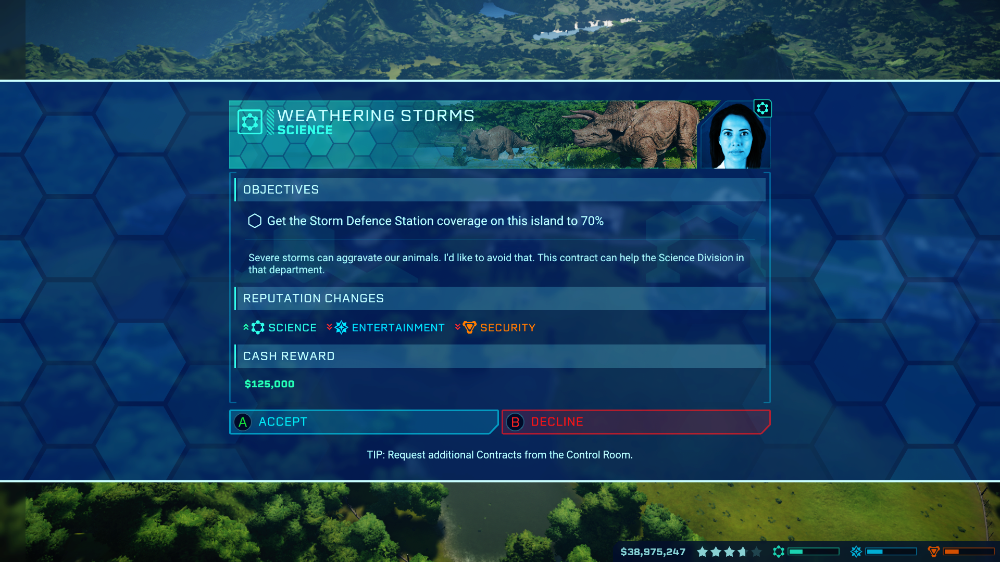 WEATHERING STORMS
SCIENCE
OBJECTIVES
Get the Storm Defence Station coverage on this island to 70%
Severe storms can aggravate our animals. I'd like to avoid that. This contract can help the Science Division in
that department.
REPUTATION CHANGES
SCIENCE ENTERTAINMENT SECURITY
CASH REWARD
$125,000
A ACCEPT B DECLINE
TIP: Request additional Contracts from the Control Room.
$38,975,247